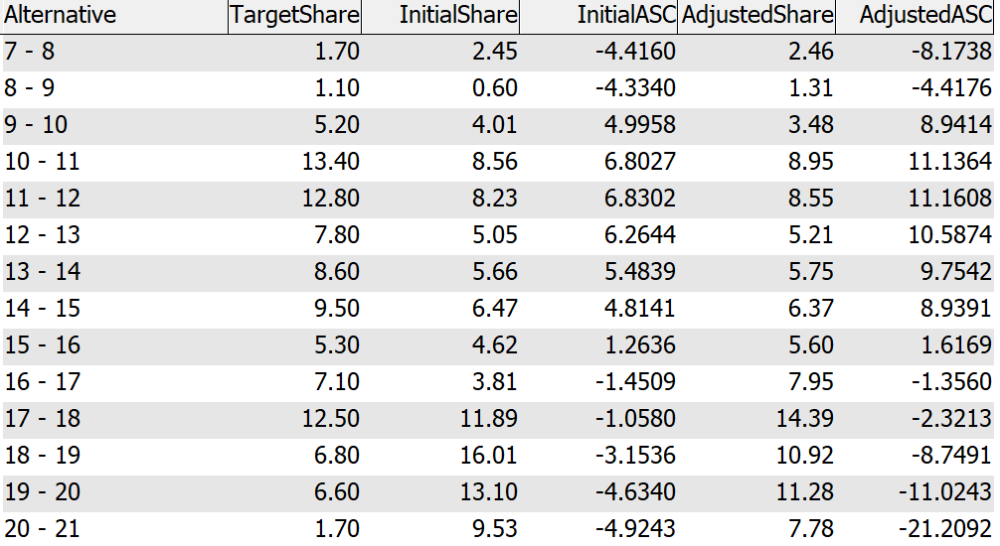 Alternative TargetShare InitialShare InitialASC AdjustedShare AdjustedASC
7 - 8 1.70 2.45 -4.4160 2.46 -8.1738
8 - 9 1.10 0.60 -4.3340 1.31 -4.4176
9 - 10 5.20 4.01 4.9958 3.48 8.9414
10 - 11 13.40 8.56 6.8027 8.95 11.1364
11 - 12 12.80 8.23 6.8302 8.55 11.1608
12 - 13 7.80 5.05 6.2644 5.21 10.5874
13 - 14 8.60 5.66 5.4839 5.75 9.7542
14 - 15 9.50 6.47 4.8141 6.37 8.9391
15 - 16 5.30 4.62 1.2636 5.60 1.6169
16 - 17 7.10 3.81 -1.4509 7.95 -1.3560
17 - 18 12.50 11.89 -1.0580 14.39 -2.3213
18 - 19 6.80 16.01 -3.1536 10.92 -8.7491
19 - 20 6.60 13.10 -4.6340 11.28 -11.0243
20 - 21 1.70 9.53 -4.9243 7.78 -21.2092